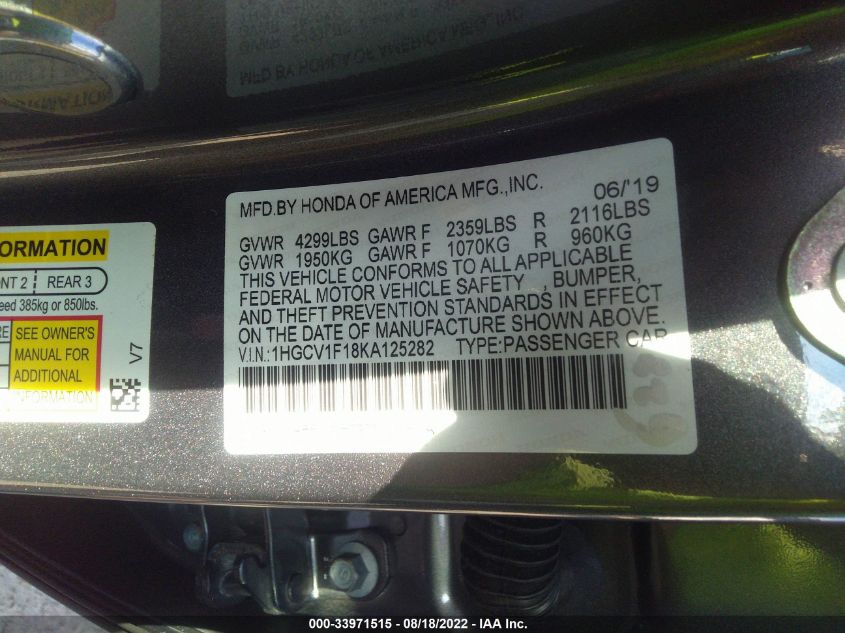 MFD.BY HONDA OF AMERICA MFG.,INC. 06/'19
GVWR 4299LBS GAWR F 2359LBS R 2116LBS
GVWR 1950KG GAWR F 1070KG R 960KG
THIS VEHICLE CONFORMS TO ALL APPLICABLE
FEDERAL MOTOR VEHICLE SAFETY , BUMPER,
AND THEFT PREVENTION STANDARDS IN EFFECT
ON THE DATE OF MANUFACTURE SHOWN ABOVE.
V.I.N.:1HGCV1F18KA125282 TYPE:PASSENGER CAR
ORMATION
ONT 2 REAR 3
eed 385kg or 850lbs.
RE SEE OWNER'S
MANUAL FOR
ADDITIONAL
INFORMATION
V7
000-33971515 - 08/18/2022 - IAA Inc.